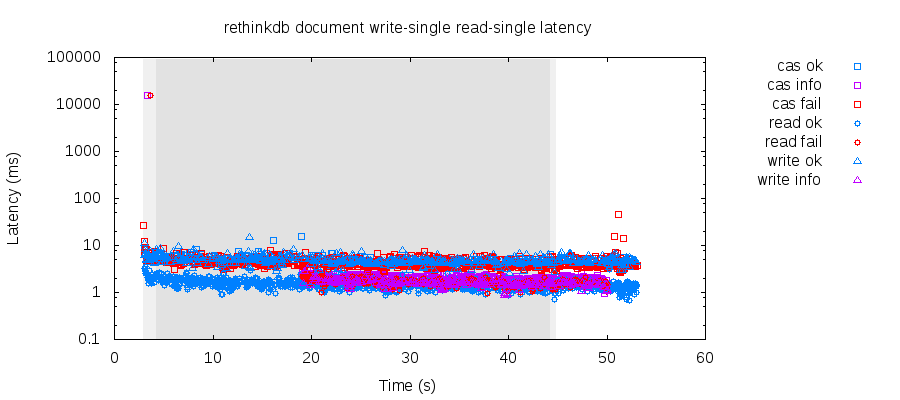 rethinkdb document write-single read-single latency
100000
10000
1000
100
10
1
0.1
0
10
20
30
40
50
60
Latency (ms)
Time (s)
cas ok
cas info
cas fail
read ok
read fail
write ok
write info